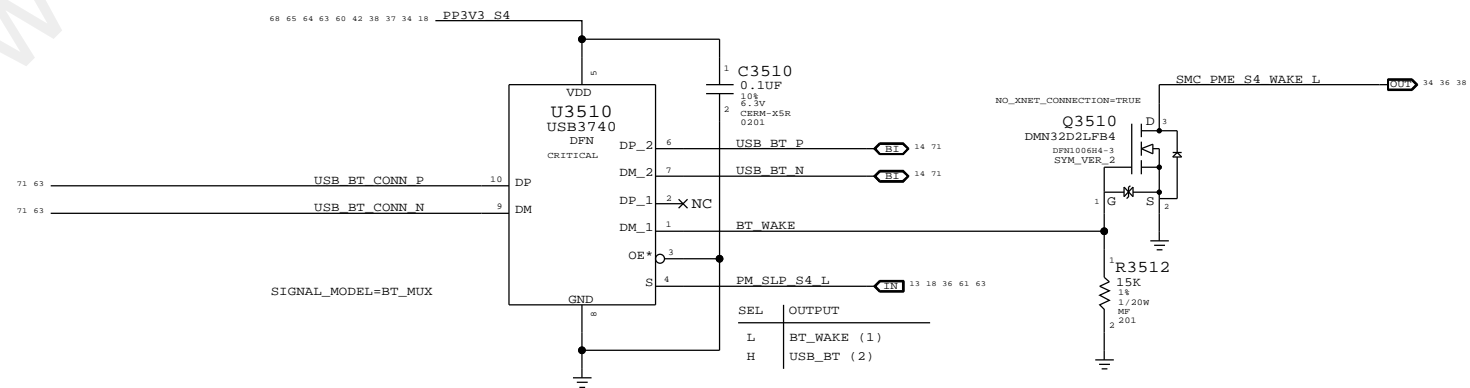 68 65 64 63 60 42 38 37 34 18 PP3V3_S4
5
VDD
U3510
USB3740
DFN
CRITICAL
1
C3510
0.1UF
10%
6.3V
CERM-X5R
0201
2
SMC_PME_S4_WAKE_L OUT 34 36 38
NO_XNET_CONNECTION=TRUE
Q3510
DMN32D2LFB4
DFN1006H4-3
SYM_VER_2
D 3
1 G S 2
DP_2 6 USB_BT_P BI 14 71
DM_2 7 USB_BT_N BI 14 71
71 63 USB_BT_CONN_P 10 DP
71 63 USB_BT_CONN_N 9 DM
DP_1 2 NC
DM_1 1 BT_WAKE
OE* 3
S 4 PM_SLP_S4_L IN 13 18 36 61 63
GND
8
SIGNAL_MODEL=BT_MUX
1
R3512
15K
1%
1/20W
MF
201
2
SEL OUTPUT
L BT_WAKE (1)
H USB_BT (2)